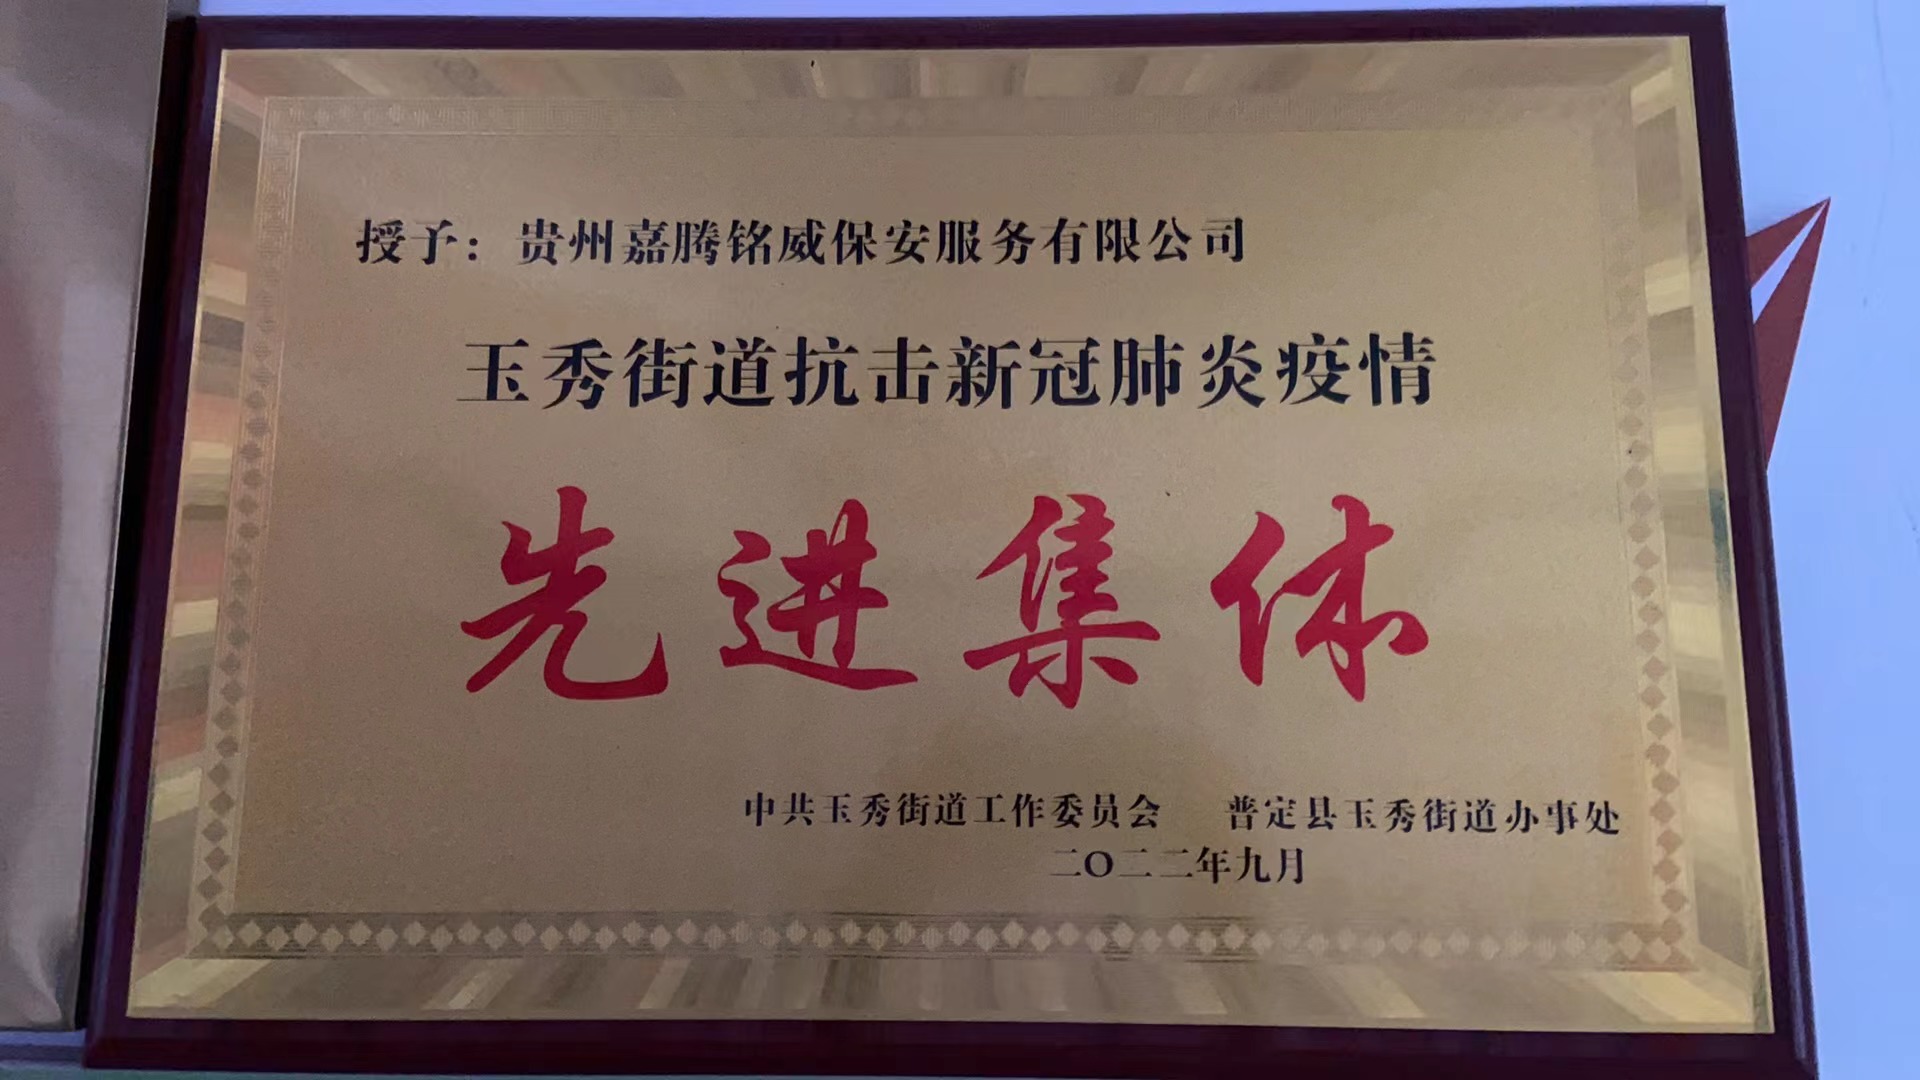 授予：贵州嘉腾铭威保安服务有限公司
玉秀街道抗击新冠肺炎疫情
先进集体
中共玉秀街道工作委员会 普定县玉秀街道办事处
二〇二二年九月